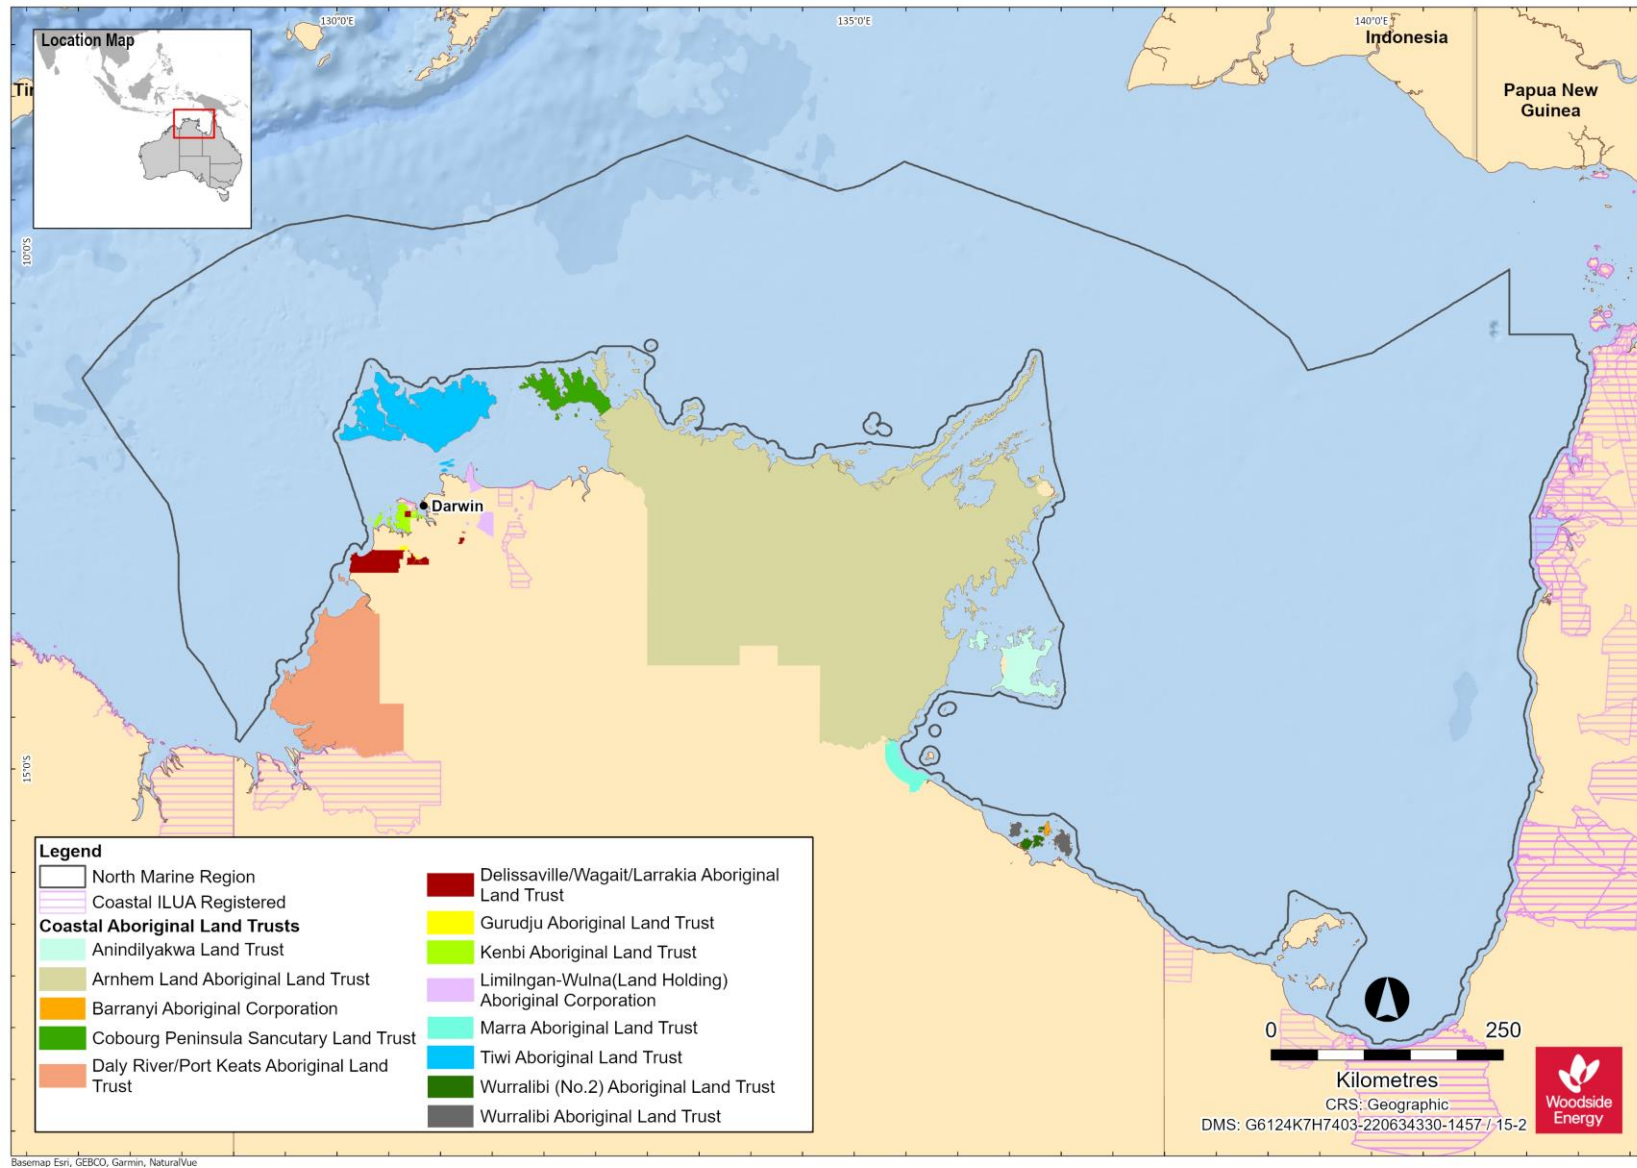 130°0'E
135°0'E
140°0'E
Location Map
Indonesia
Papua New
Guinea
Tir
10°0'S
Darwin
15°0'S
Legend
North Marine Region
Coastal ILUA Registered
Coastal Aboriginal Land Trusts
Anindilyakwa Land Trust
Arnhem Land Aboriginal Land Trust
Barranyi Aboriginal Corporation
Cobourg Peninsula Sancutary Land Trust
Daly River/Port Keats Aboriginal Land
Trust
Delissaville/Wagait/Larrakia Aboriginal
Land Trust
Gurudju Aboriginal Land Trust
Kenbi Aboriginal Land Trust
Limilngan-Wulna(Land Holding)
Aboriginal Corporation
Marra Aboriginal Land Trust
Tiwi Aboriginal Land Trust
Wurralibi (No.2) Aboriginal Land Trust
Wurralibi Aboriginal Land Trust
0 250
Kilometres
CRS: Geographic
DMS: G6124K7H7403-220634330-1457 / 15-2
Woodside
Energy
Basemap Esri, GEBCO, Garmin, NaturalVue